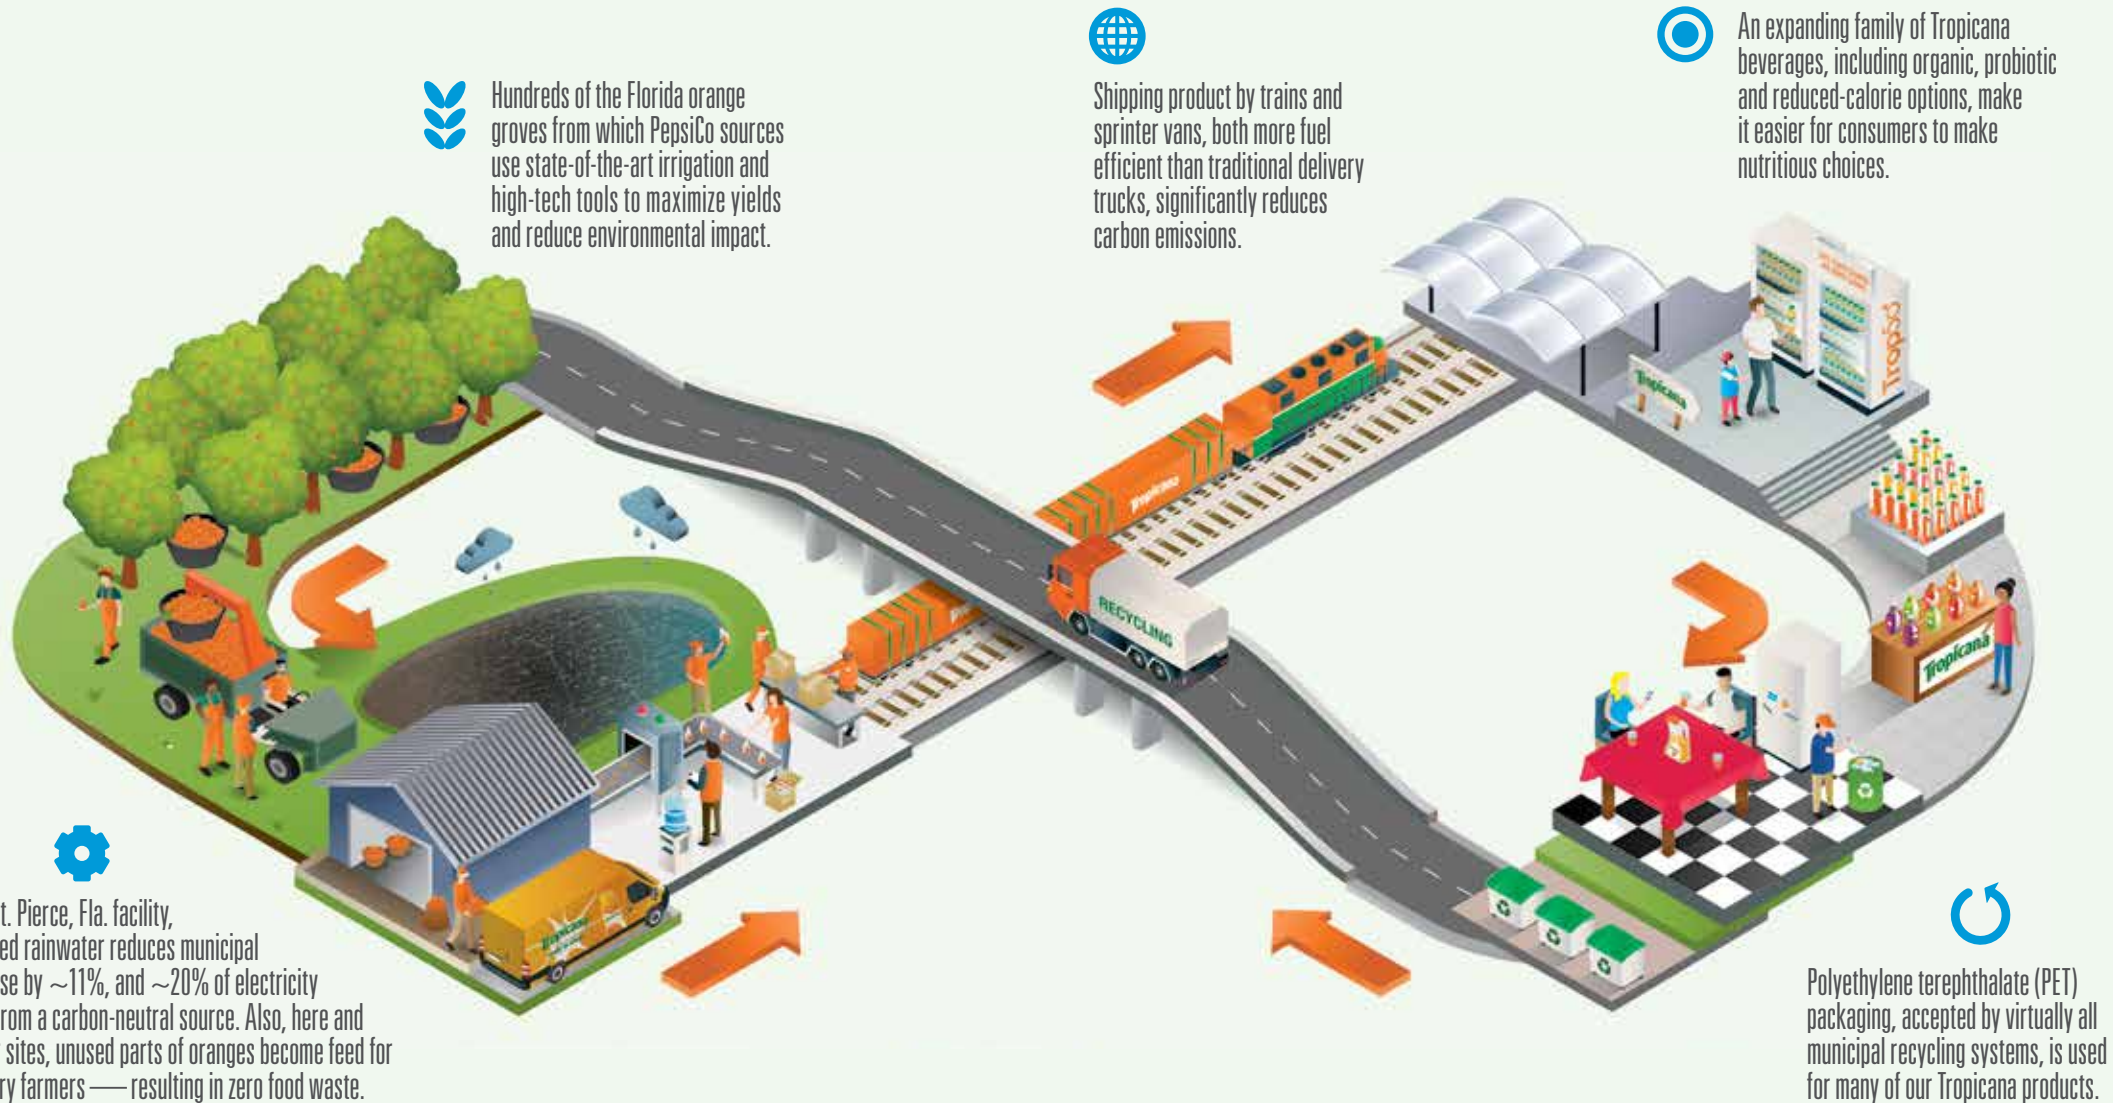 Hundreds of the Florida orange
groves from which PepsiCo sources
use state-of-the-art irrigation and
high-tech tools to maximize yields
and reduce environmental impact.
Shipping product by trains and
sprinter vans, both more fuel
efficient than traditional delivery
trucks, significantly reduces
carbon emissions.
An expanding family of Tropicana
beverages, including organic, probiotic
and reduced-calorie options, make
it easier for consumers to make
nutritious choices.
Tropicana
Tropicana
RECYCLING
Tropicana
Tropicana
t. Pierce, Fla. facility,
ed rainwater reduces municipal
se by ~11%, and ~20% of electricity
rom a carbon-neutral source. Also, here and
sites, unused parts of oranges become feed for
ry farmers — resulting in zero food waste.
Polyethylene terephthalate (PET)
packaging, accepted by virtually all
municipal recycling systems, is used
for many of our Tropicana products.